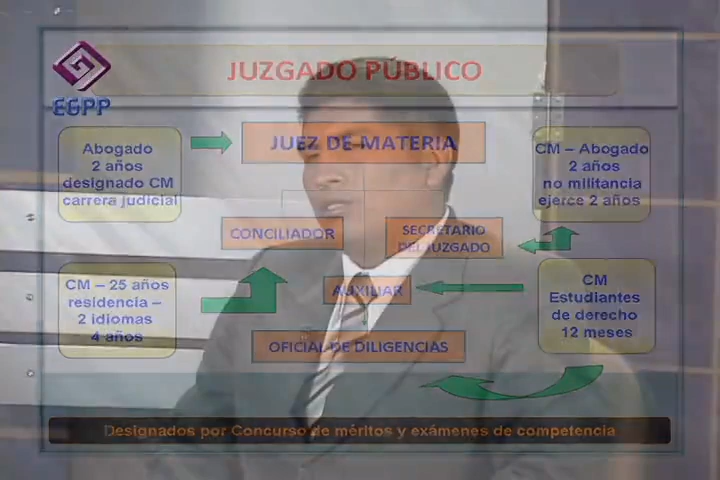 JUZGADO PÚBLICO
EGPP
Abogado
2 años
designado CM
carrera judicial
JUEZ DE MATERIA
CM – Abogado
2 años
no militancia
ejerce 2 años
CONCILIADOR
SECRETARIO
DEL JUZGADO
CM – 25 años
residencia –
2 idiomas
4 años
AUXILIAR
CM
Estudiantes
de derecho
12 meses
OFICIAL DE DILIGENCIAS
Designados por Concurso de méritos y exámenes de competencia